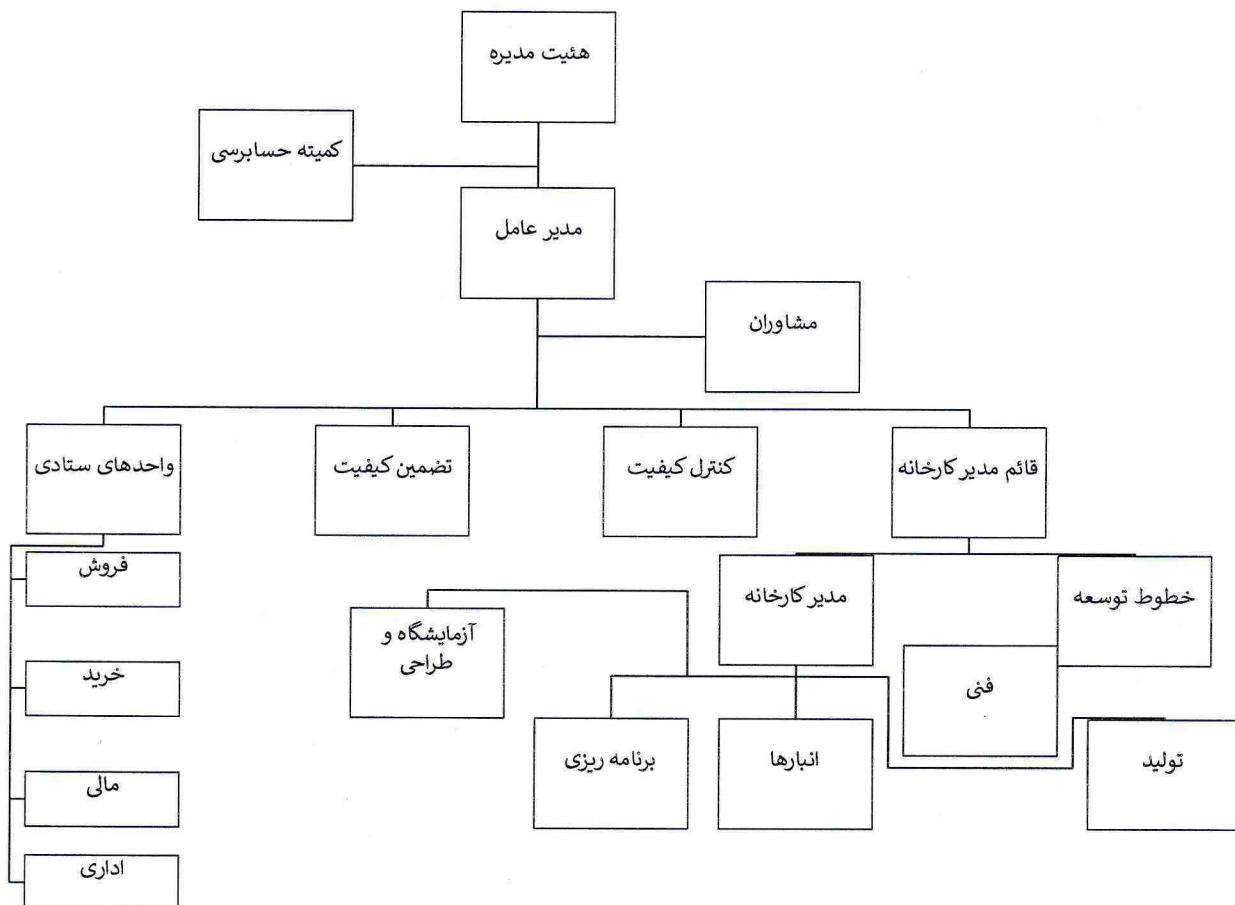 هئیت مدیره
کمیته حسابرسی
مدیر عامل
مشاوران
قائم مدیر کارخانه
کنترل کیفیت
تضمین کیفیت
واحدهای ستادی
فروش
خرید
مالی
اداری
خطوط توسعه
مدیر کارخانه
آزمایشگاه و
طراحی
فنی
تولید
انبارها
برنامه ریزی